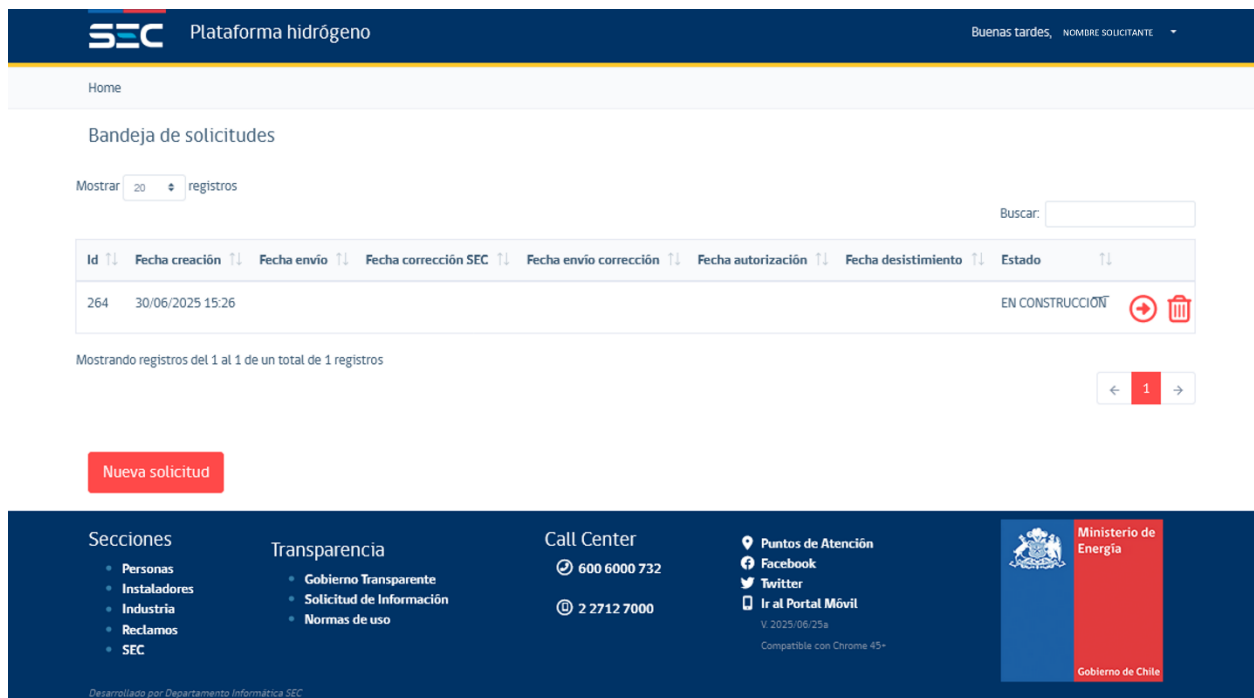 SEC Plataforma hidrógeno Buenas tardes, NOMBRE SOLICITANTE
Home
Bandeja de solicitudes
Mostrar 20 registros
Buscar:
Id Fecha creación Fecha envío Fecha corrección SEC Fecha envío corrección Fecha autorización Fecha desistimiento Estado
264 30/06/2025 15:26 EN CONSTRUCCIÓN
Mostrando registros del 1 al 1 de un total de 1 registros
← 1 →
Nueva solicitud
Secciones
Personas
Instaladores
Industria
Reclamos
SEC
Transparencia
Gobierno Transparente
Solicitud de Información
Normas de uso
Call Center
600 6000 732
2 2712 7000
Puntos de Atención
Facebook
Twitter
Ir al Portal Móvil
V. 2025/06/25a
Compatible con Chrome 45+
Ministerio de
Energía
Gobierno de Chile
Desarrollado por Departamento Informática SEC